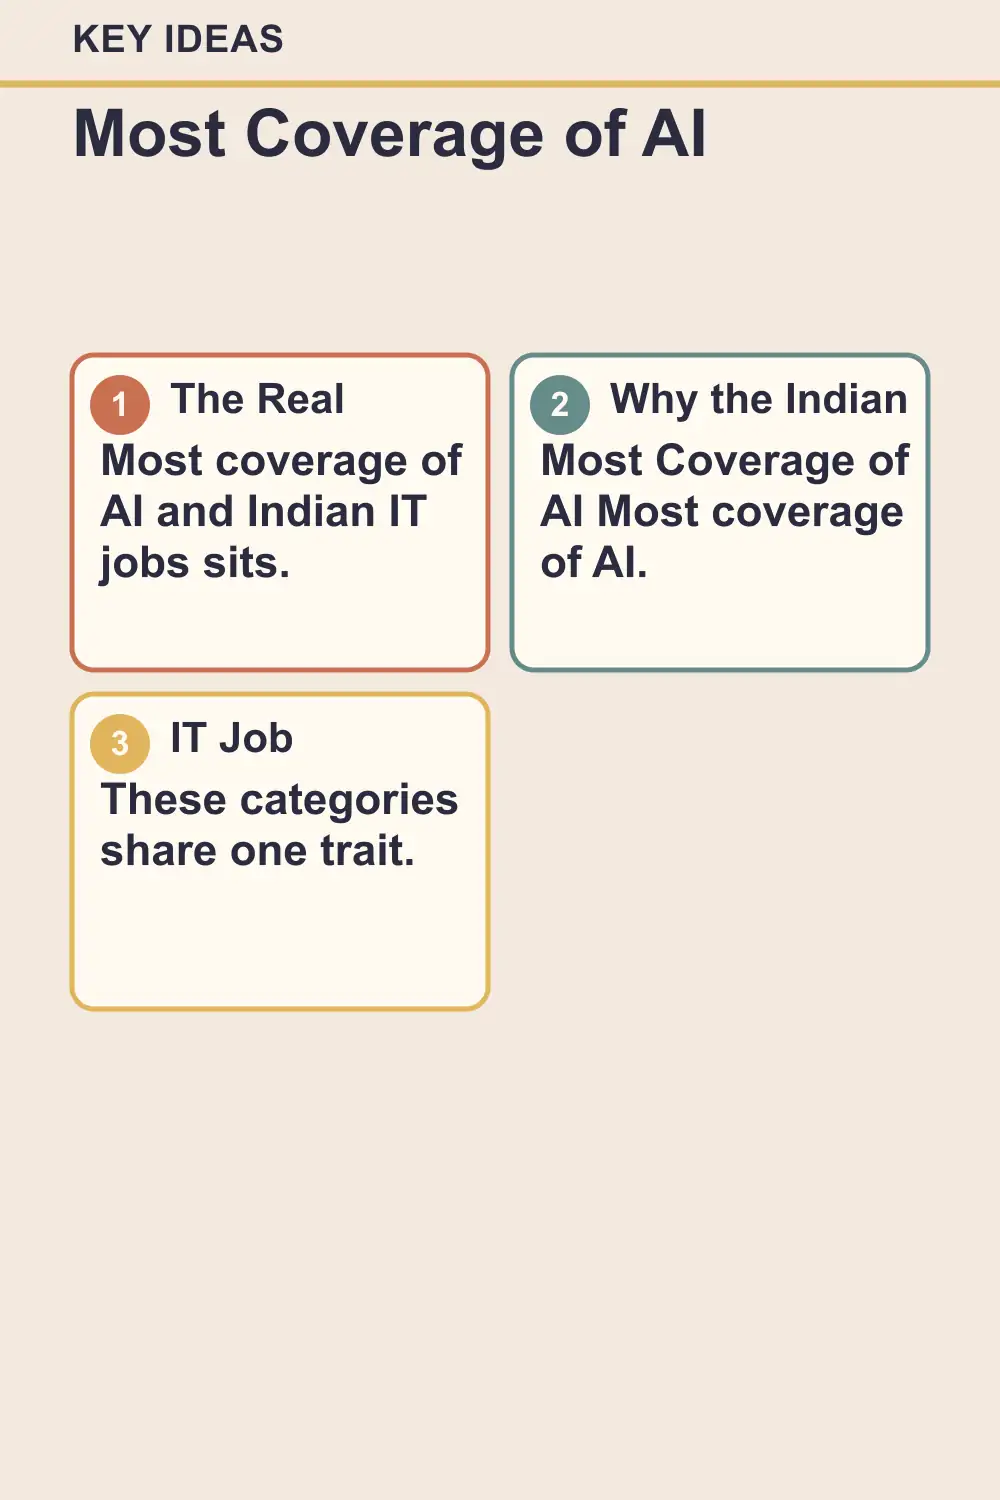 KEY IDEAS
Most Coverage of AI
1 The Real
Most coverage of
AI and Indian IT
jobs sits.
2 Why the Indian
Most Coverage of
AI Most coverage
of AI.
3 IT Job
These categories
share one trait.